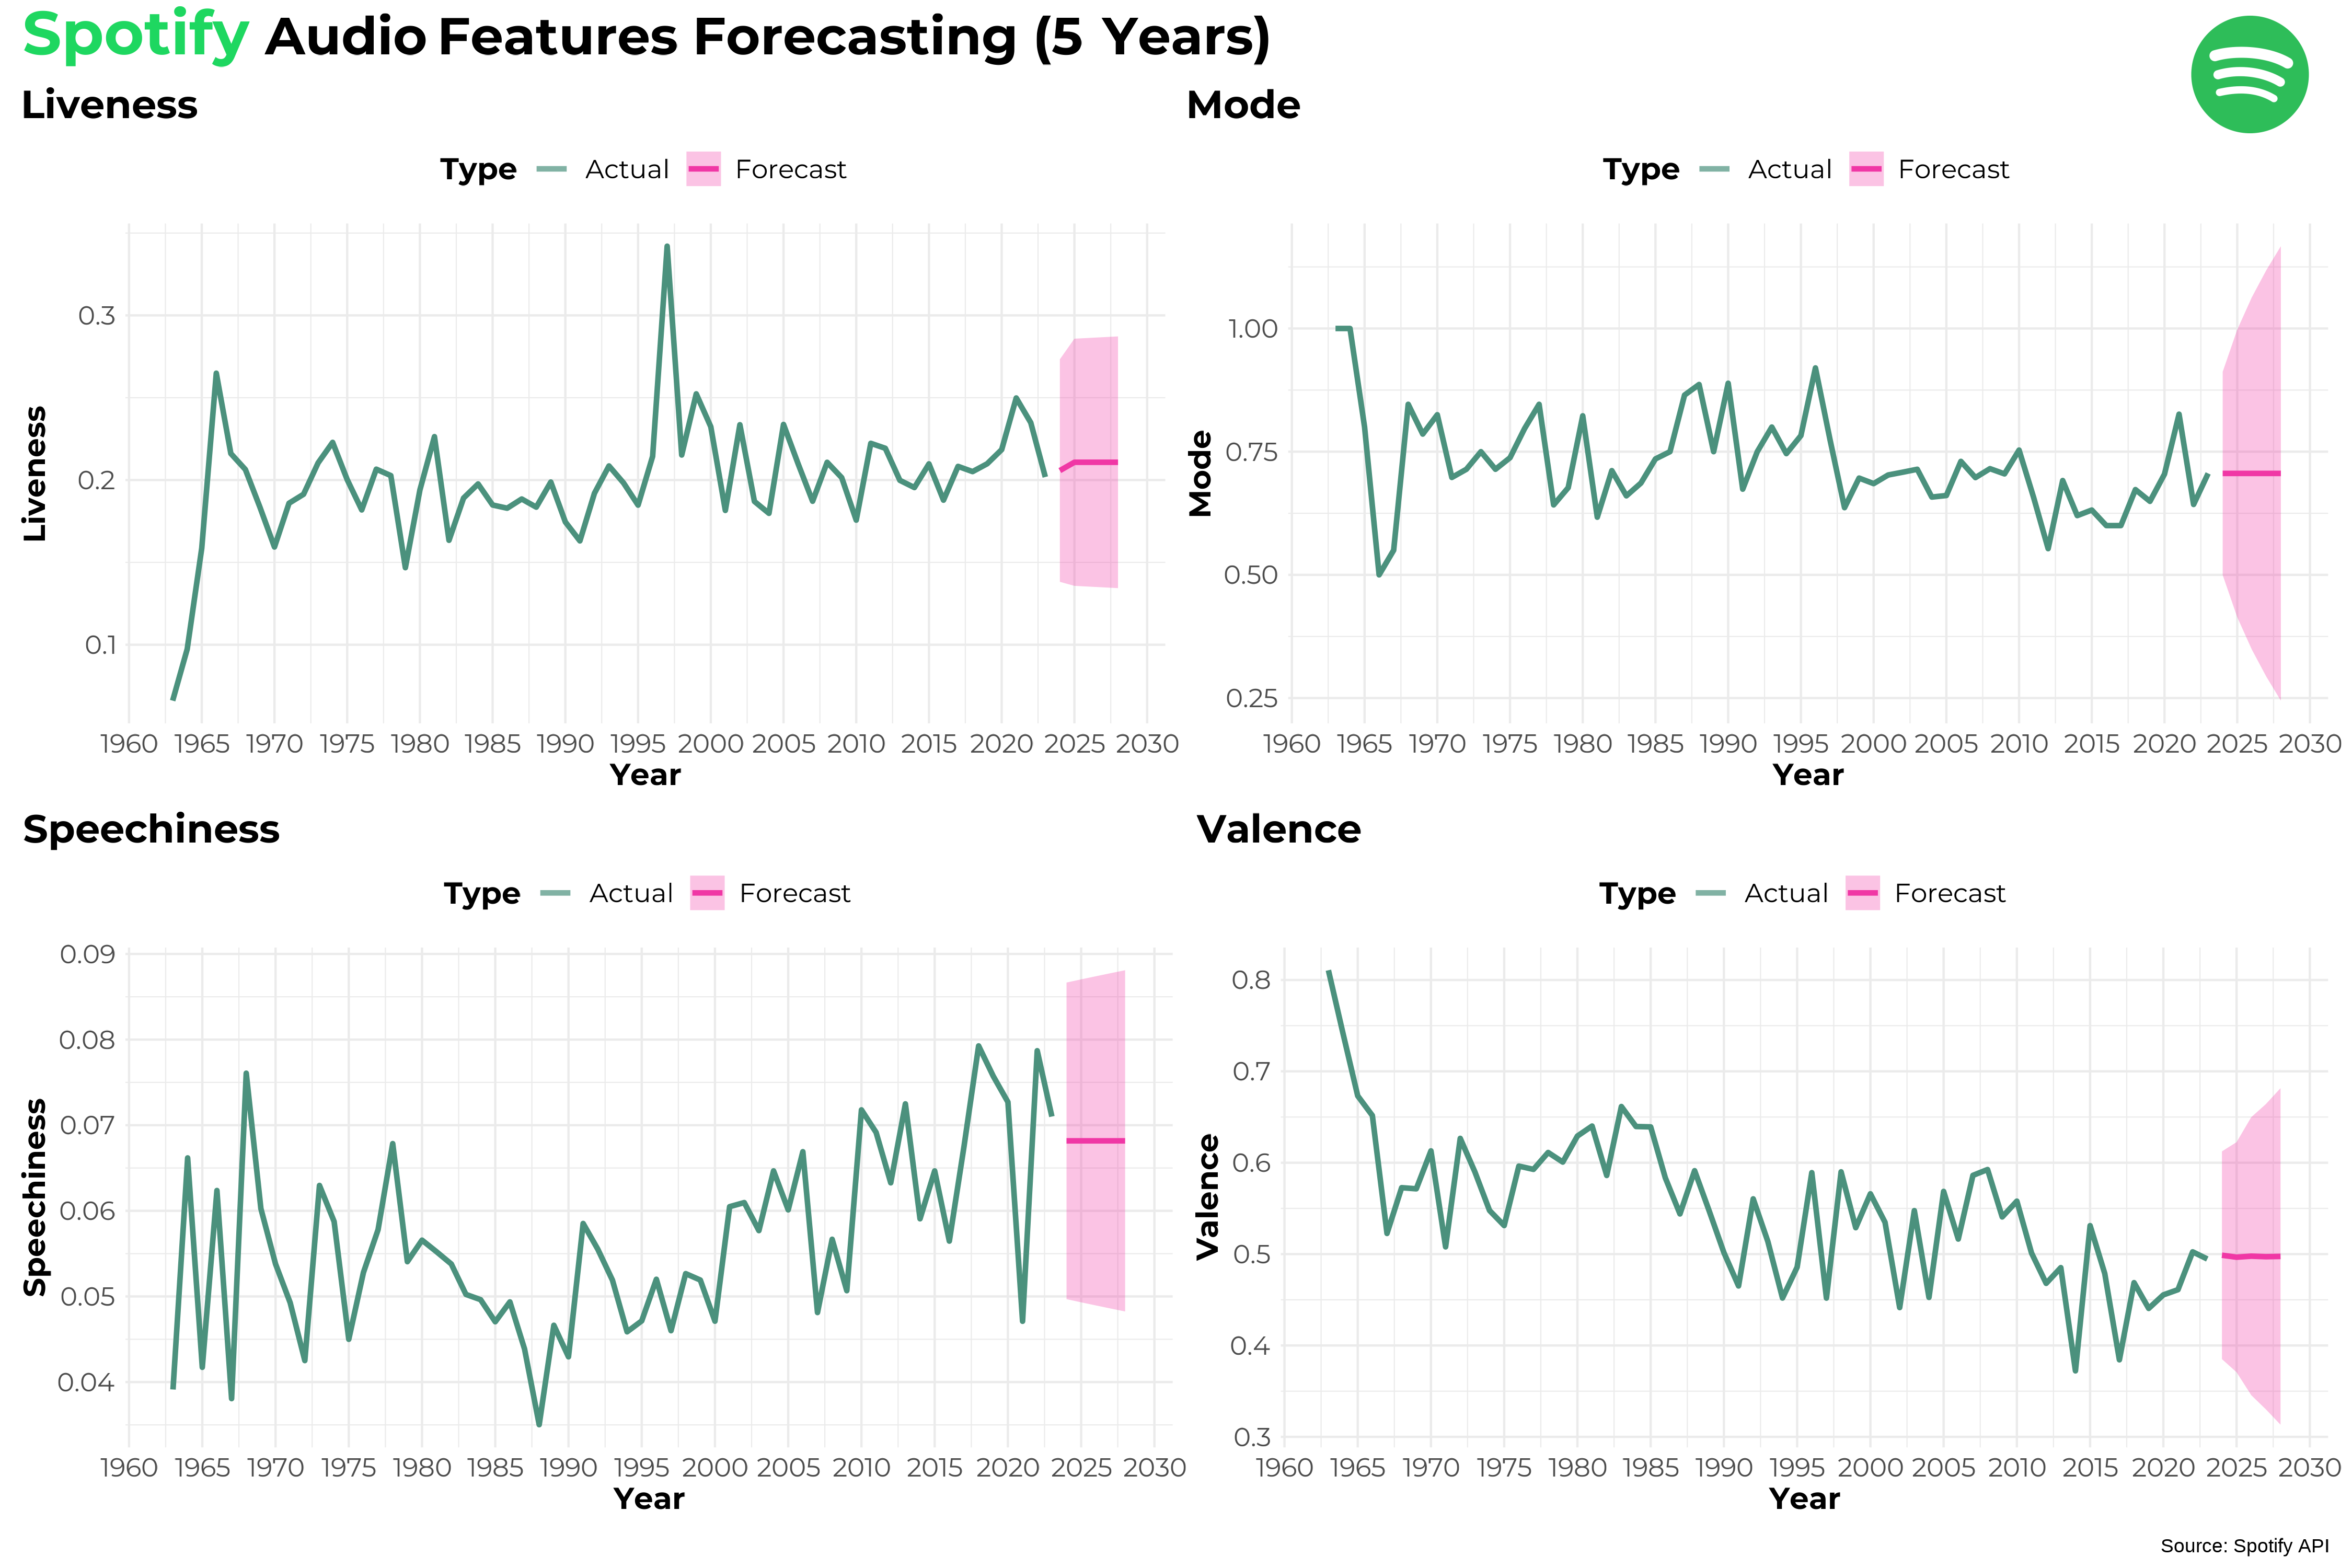 Spotify Audio Features Forecasting (5 Years)
Liveness
Type Actual Forecast
Liveness
0.3
0.2
0.1
1960 1965 1970 1975 1980 1985 1990 1995 2000 2005 2010 2015 2020 2025 2030
Year
Mode
Type Actual Forecast
Mode
1.00
0.75
0.50
0.25
1960 1965 1970 1975 1980 1985 1990 1995 2000 2005 2010 2015 2020 2025 2030
Year
Speechiness
Type Actual Forecast
Speechiness
0.09
0.08
0.07
0.06
0.05
0.04
1960 1965 1970 1975 1980 1985 1990 1995 2000 2005 2010 2015 2020 2025 2030
Year
Valence
Type Actual Forecast
Valence
0.8
0.7
0.6
0.5
0.4
0.3
1960 1965 1970 1975 1980 1985 1990 1995 2000 2005 2010 2015 2020 2025 2030
Year
Source: Spotify API